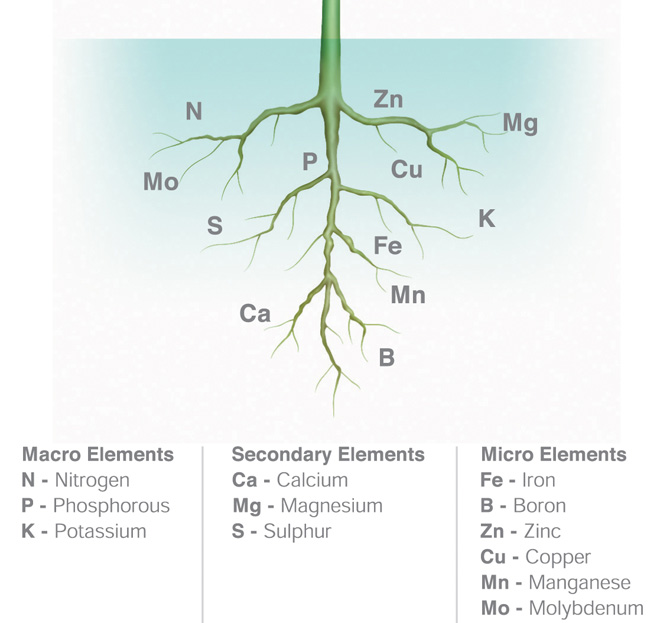 Zn
N
Mg
P
Cu
Mo
S
K
Fe
Mn
Ca
B
Macro Elements
N - Nitrogen
P - Phosphorous
K - Potassium
Secondary Elements
Ca - Calcium
Mg - Magnesium
S - Sulphur
Micro Elements
Fe - Iron
B - Boron
Zn - Zinc
Cu - Copper
Mn - Manganese
Mo - Molybdenum